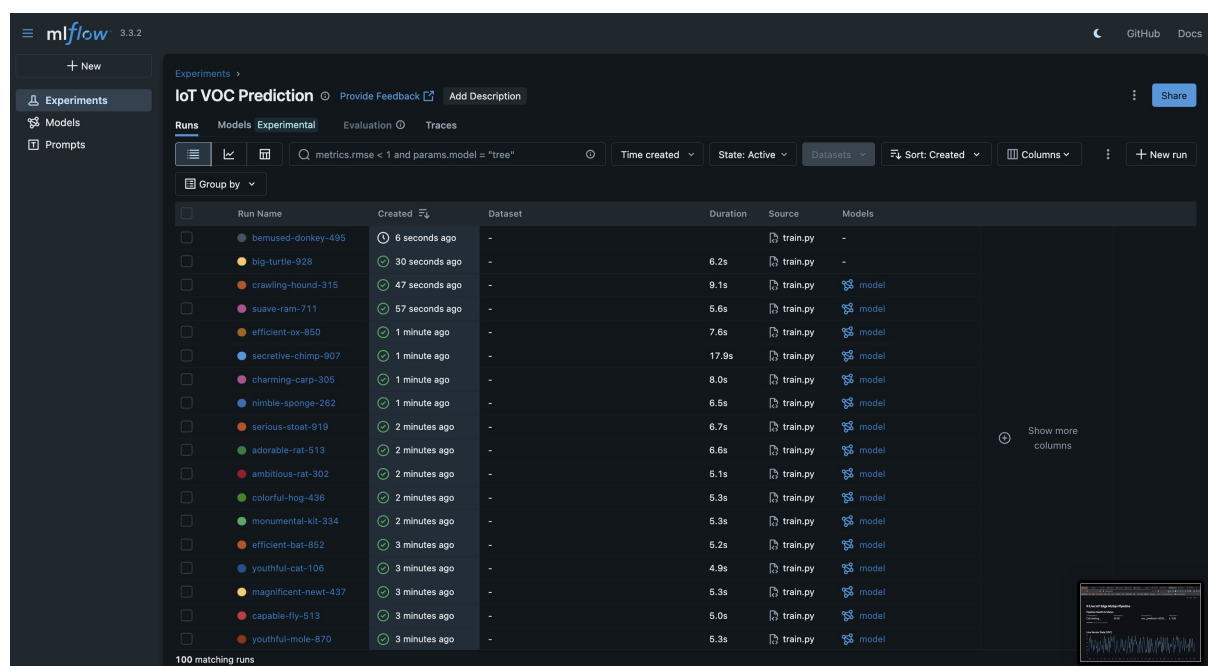 mlflow 3.3.2 GitHub Docs
+ New
Experiments
Models
Prompts
Experiments ›
IoT VOC Prediction Provide Feedback Add Description Share
Runs Models Experimental Evaluation Traces
metrics.rmse < 1 and params.model = "tree" Time created State: Active Datasets Sort: Created Columns + New run
Group by
Run Name Created Dataset Duration Source Models
bemused-donkey-495 6 seconds ago - train.py -
big-turtle-928 30 seconds ago - 6.2s train.py -
crawling-hound-315 47 seconds ago - 9.1s train.py model
suave-ram-711 57 seconds ago - 5.6s train.py model
efficient-ox-850 1 minute ago - 7.6s train.py model
secretive-chimp-907 1 minute ago - 17.9s train.py model
charming-carp-305 1 minute ago - 8.0s train.py model
nimble-sponge-262 1 minute ago - 6.5s train.py model
serious-stoat-919 2 minutes ago - 6.7s train.py model
adorable-rat-513 2 minutes ago - 6.6s train.py model
ambitious-rat-302 2 minutes ago - 5.1s train.py model
colorful-hog-436 2 minutes ago - 5.3s train.py model
monumental-kit-334 2 minutes ago - 5.3s train.py model
efficient-bat-852 3 minutes ago - 5.2s train.py model
youthful-cat-106 3 minutes ago - 4.9s train.py model
magnificent-newt-437 3 minutes ago - 5.3s train.py model
capable-fly-513 3 minutes ago - 5.0s train.py model
youthful-mole-870 3 minutes ago - 5.3s train.py model
Show more
columns
100 matching runs